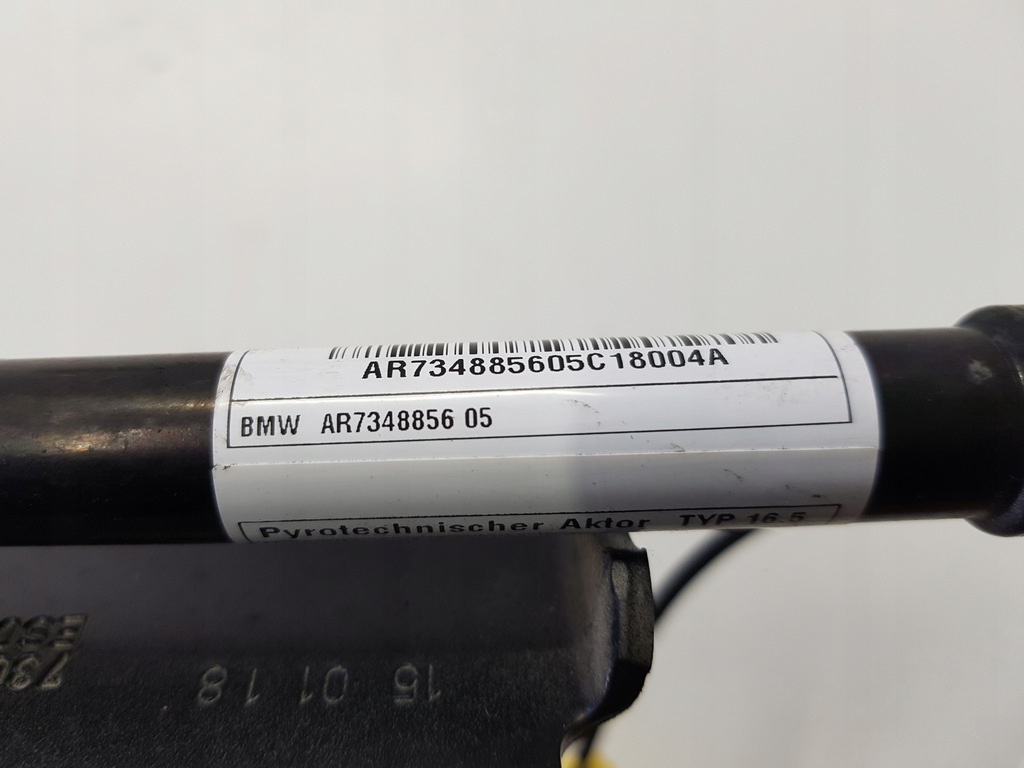 AR734885605C18004A
BMW AR7348856 05
Pyrotechnischer Aktor TYP 16.5
15 01 18